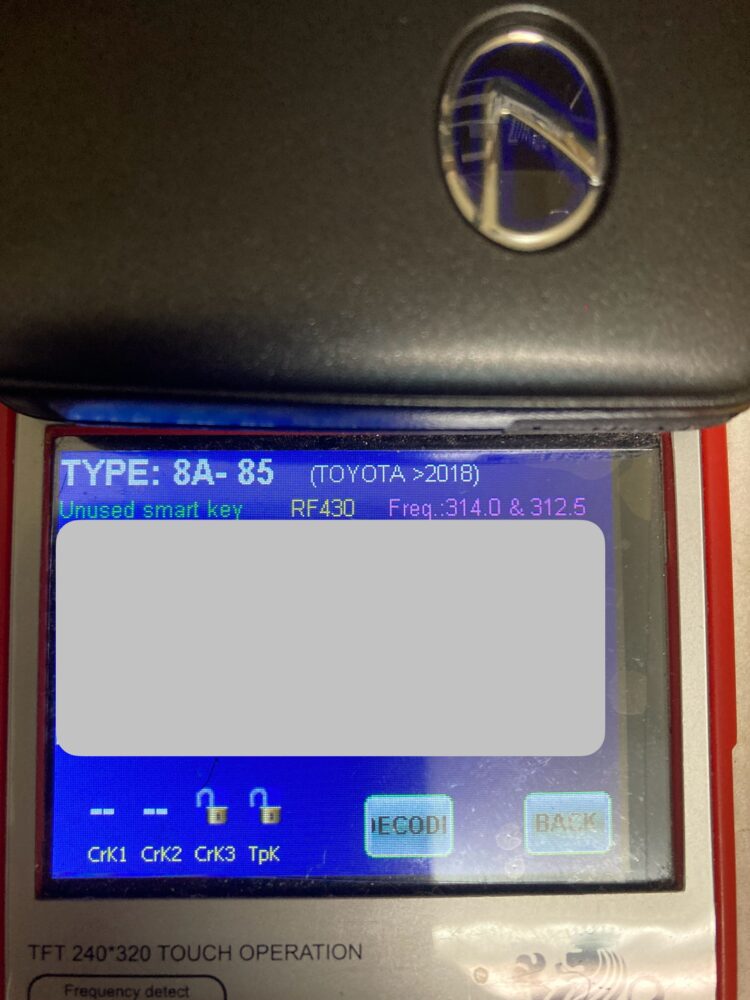 TYPE: 8A- 85 (TOYOTA >2018)
Unused smart key RF430 Freq.:314.0 & 312.5
-- --
CrK1 CrK2 CrK3 TpK
DECODE BACK
TFT 240*320 TOUCH OPERATION
Frequency detect